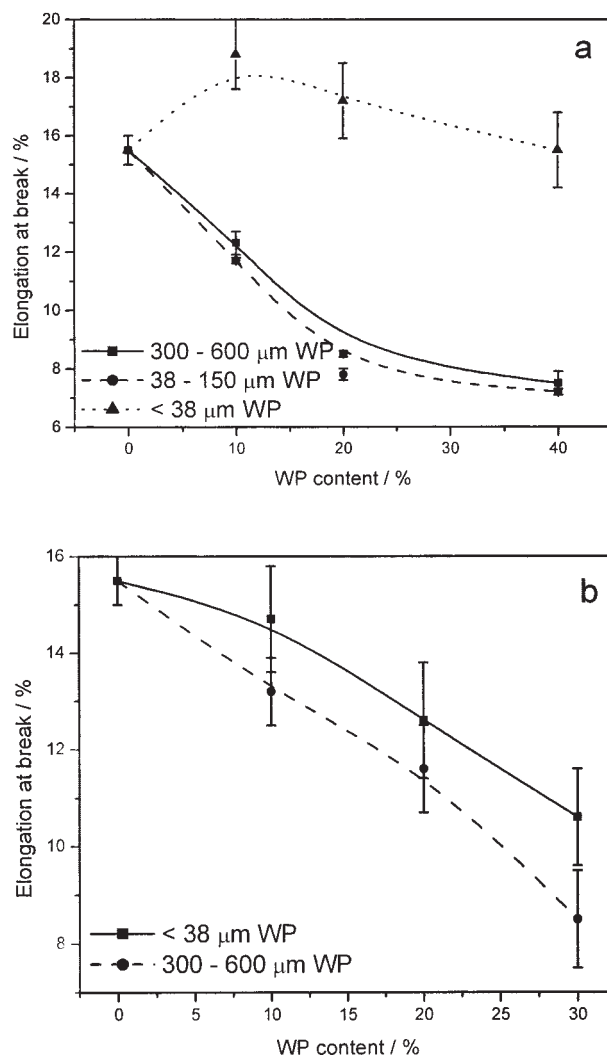 20
18
16
14
12
10
8
6
Elongation at break / %
a
300 - 600 μm WP
38 - 150 μm WP
< 38 μm WP
0
10
20
30
40
WP content / %
16
14
12
10
8
Elongation at break / %
b
< 38 μm WP
300 - 600 μm WP
0
5
10
15
20
25
30
WP content / %